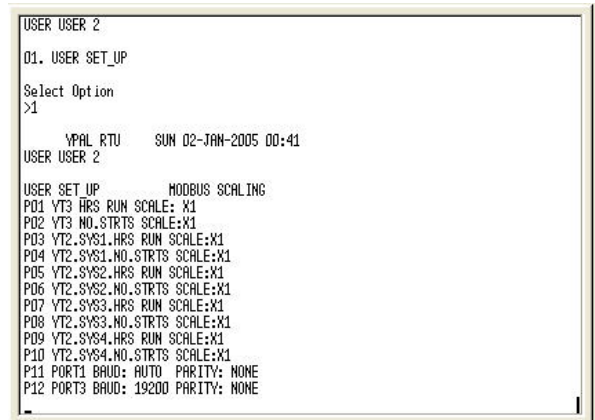 USER USER 2
01. USER SET_UP
Select Option
>1
YPAL RTU SUN 02-JAN-2005 00:41
USER USER 2
USER SET_UP MODBUS SCALING
P01 YT3 HRS RUN SCALE: X1
P02 YT3 NO.STRTS SCALE:X1
P03 YT2.SYS1.HRS RUN SCALE:X1
P04 YT2.SYS1.NO.STRTS SCALE:X1
P05 YT2.SYS2.HRS RUN SCALE:X1
P06 YT2.SYS2.NO.STRTS SCALE:X1
P07 YT2.SYS3.HRS RUN SCALE:X1
P08 YT2.SYS3.NO.STRTS SCALE:X1
P09 YT2.SYS4.HRS RUN SCALE:X1
P10 YT2.SYS4.NO.STRTS SCALE:X1
P11 PORT1 BAUD: AUTO PARITY: NONE
P12 PORT3 BAUD: 19200 PARITY: NONE